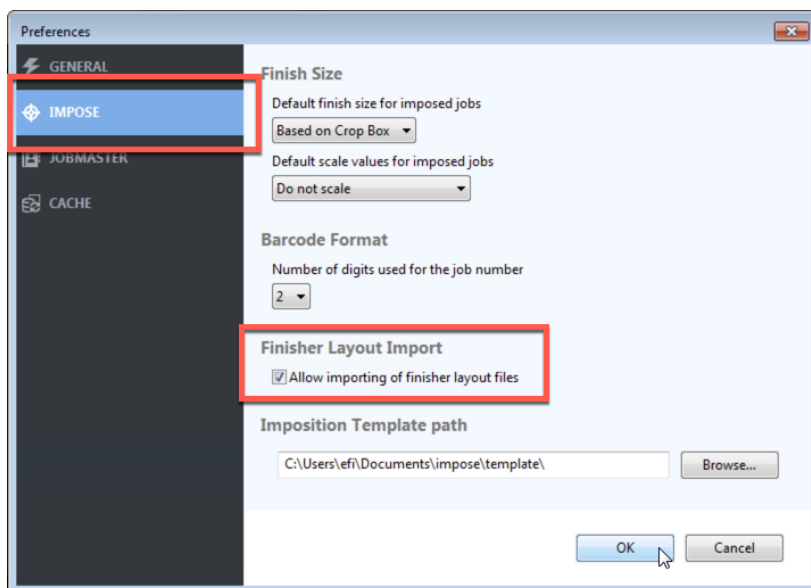 Preferences
GENERAL
IMPOSE
JOBMASTER
CACHE
Finish Size
Default finish size for imposed jobs
Based on Crop Box
Default scale values for imposed jobs
Do not scale
Barcode Format
Number of digits used for the job number
2
Finisher Layout Import
Allow importing of finisher layout files
Imposition Template path
C:\Users\efi\Documents\impose\template\
Browse...
OK
Cancel